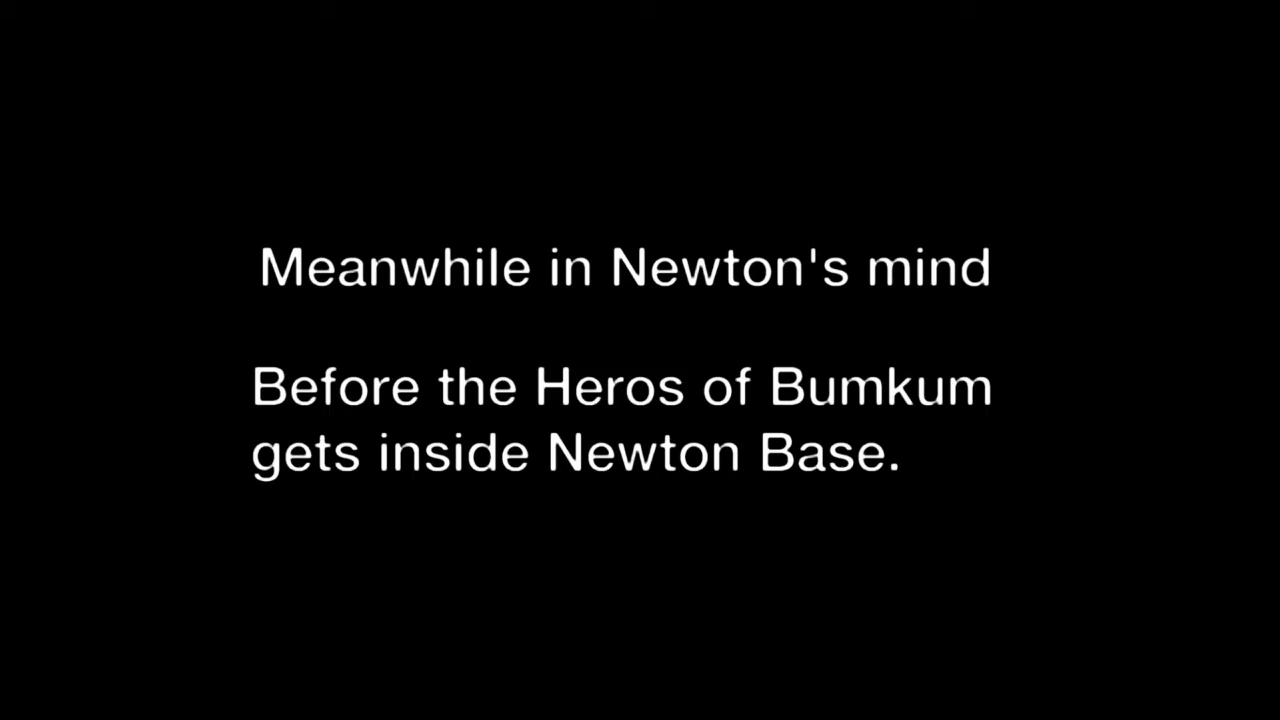 Meanwhile in Newton's mind
Before the Heros of Bumkum
gets inside Newton Base.